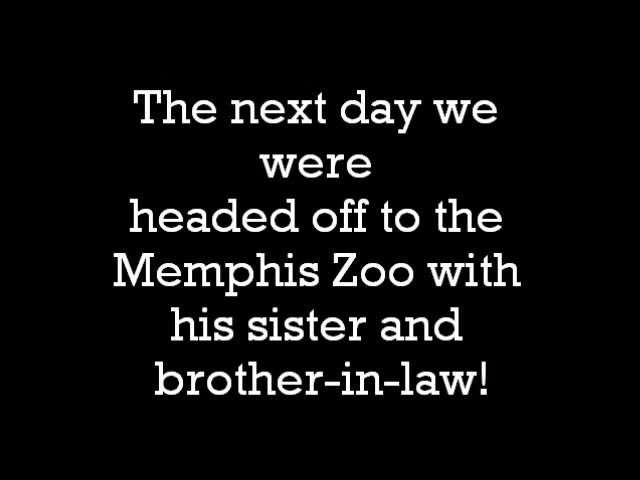 The next day we
were
headed off to the
Memphis Zoo with
his sister and
brother-in-law!